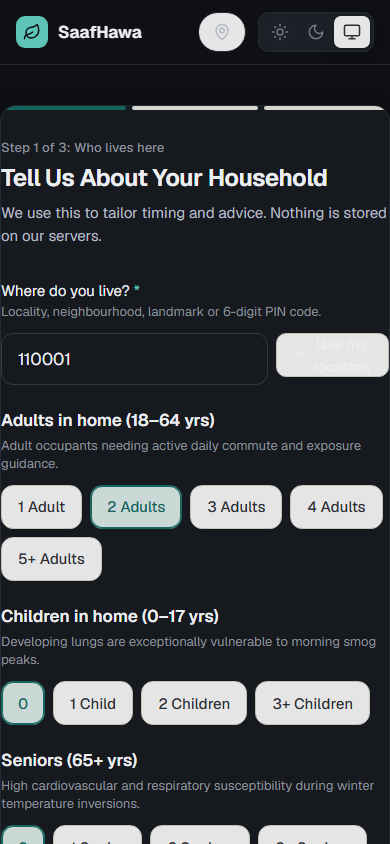 SaafHawa
Step 1 of 3: Who lives here
Tell Us About Your Household
We use this to tailor timing and advice. Nothing is stored
on our servers.
Where do you live? *
Locality, neighbourhood, landmark or 6-digit PIN code.
110001
Use my
location
Adults in home (18–64 yrs)
Adult occupants needing active daily commute and exposure
guidance.
1 Adult
2 Adults
3 Adults
4 Adults
5+ Adults
Children in home (0–17 yrs)
Developing lungs are exceptionally vulnerable to morning smog
peaks.
0
1 Child
2 Children
3+ Children
Seniors (65+ yrs)
High cardiovascular and respiratory susceptibility during winter
temperature inversions.